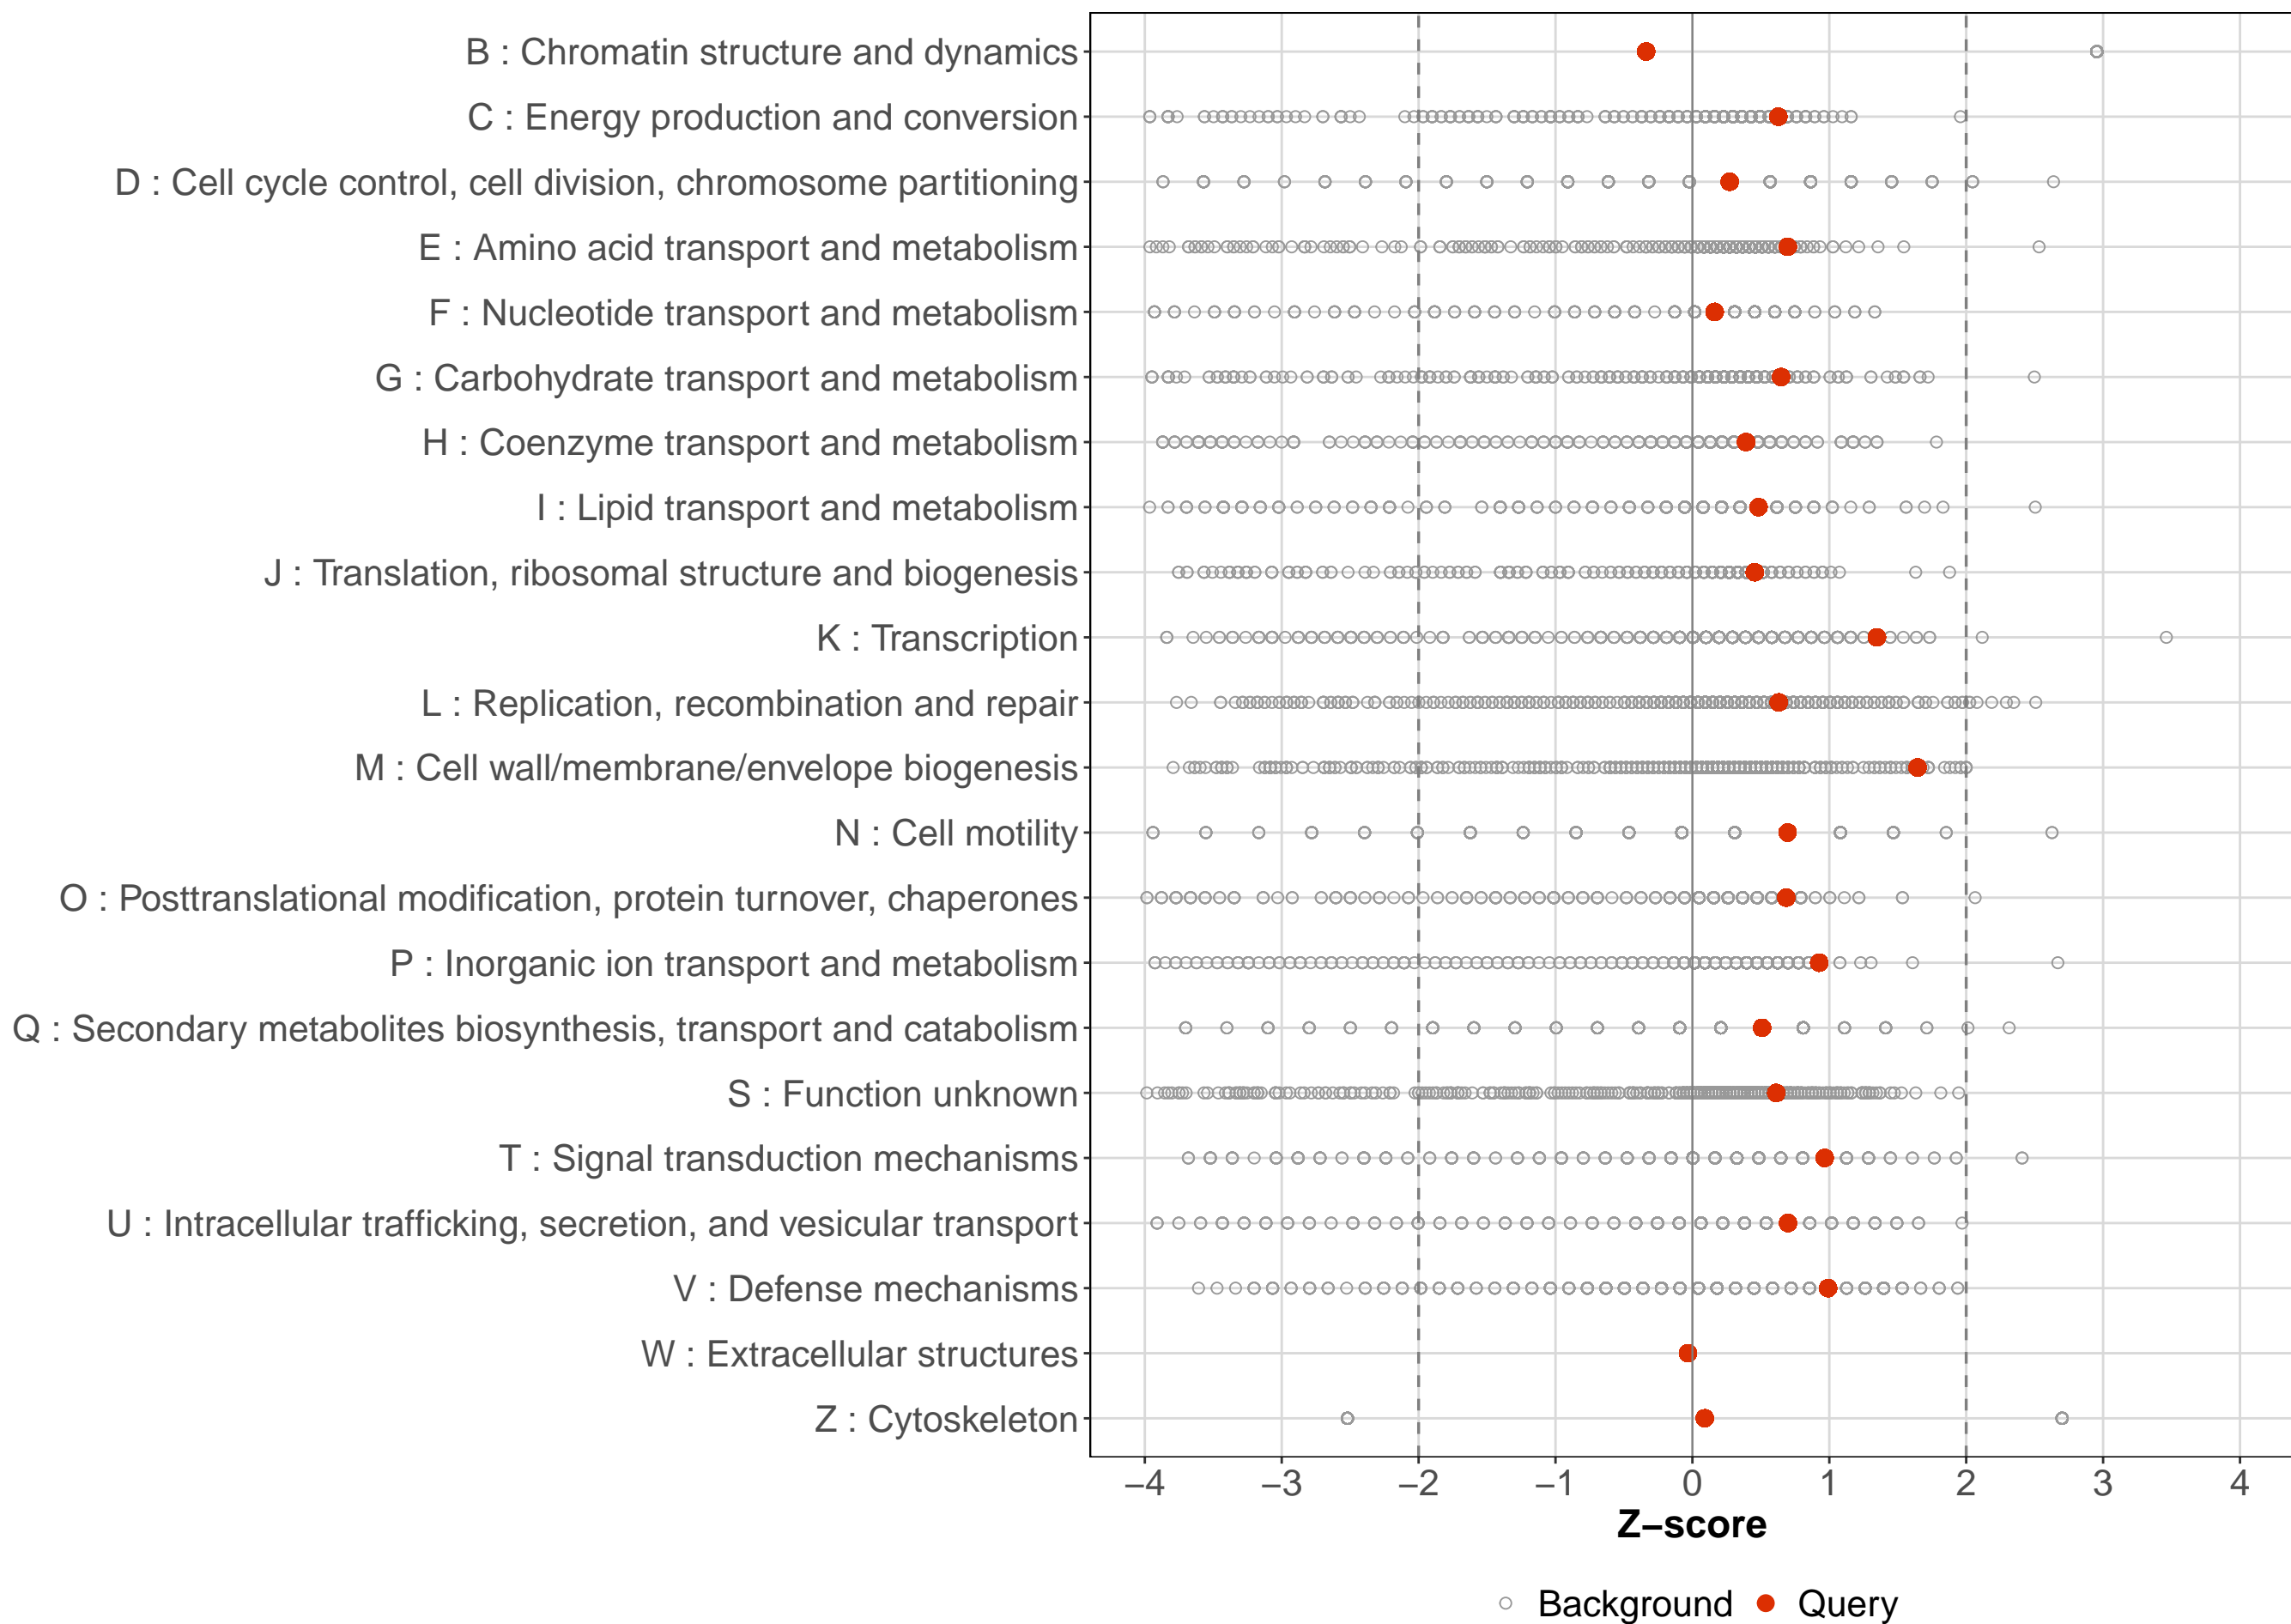 B : Chromatin structure and dynamics
C : Energy production and conversion
D : Cell cycle control, cell division, chromosome partitioning
E : Amino acid transport and metabolism
F : Nucleotide transport and metabolism
G : Carbohydrate transport and metabolism
H : Coenzyme transport and metabolism
I : Lipid transport and metabolism
J : Translation, ribosomal structure and biogenesis
K : Transcription
L : Replication, recombination and repair
M : Cell wall/membrane/envelope biogenesis
N : Cell motility
O : Posttranslational modification, protein turnover, chaperones
P : Inorganic ion transport and metabolism
Q : Secondary metabolites biosynthesis, transport and catabolism
S : Function unknown
T : Signal transduction mechanisms
U : Intracellular trafficking, secretion, and vesicular transport
V : Defense mechanisms
W : Extracellular structures
Z : Cytoskeleton
−4 −3 −2 −1 0 1 2 3 4
Z−score
Background Query